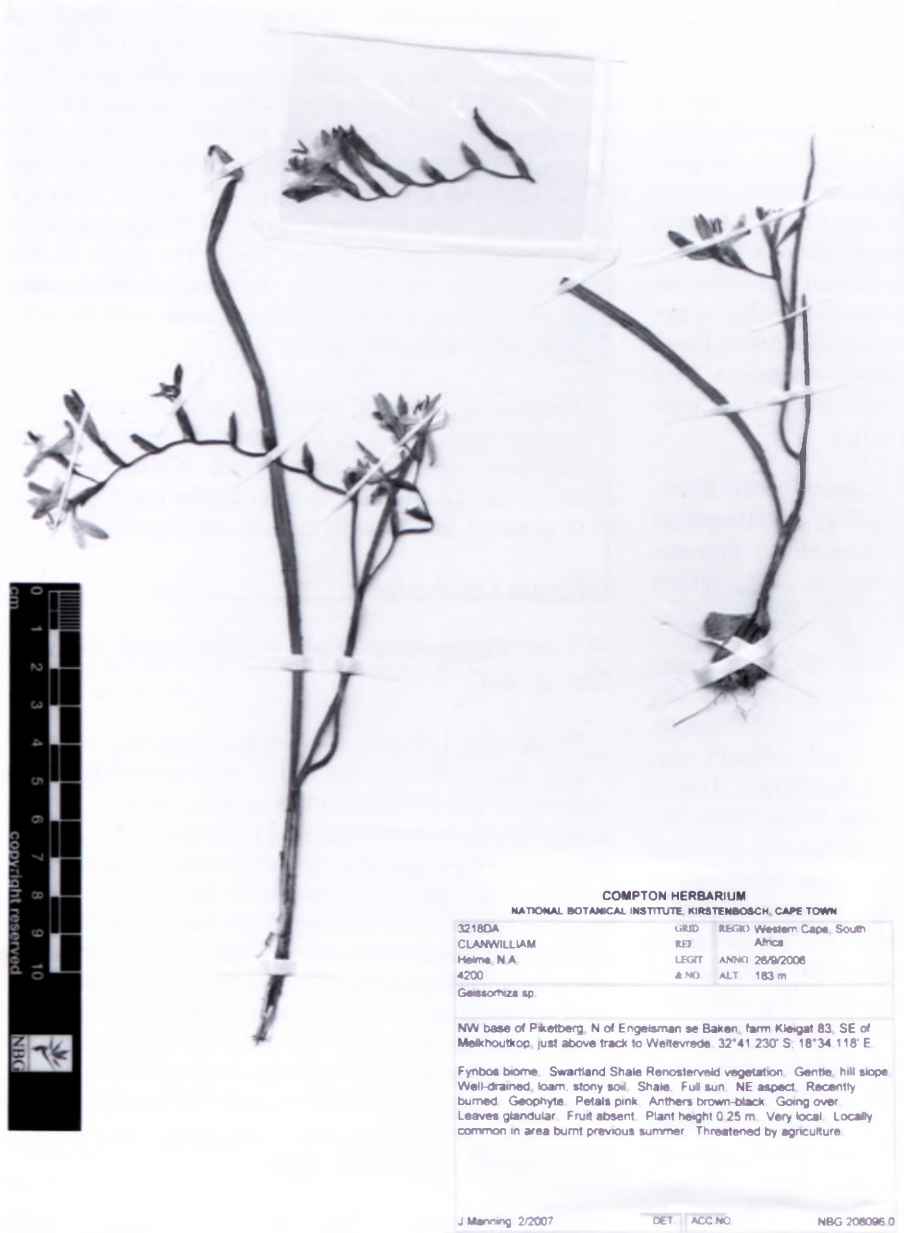 0
cm
1
2
3
4
5
6
7
8
9
10
copyright reserved
NBG
COMPTON HERBARIUM
NATIONAL BOTANICAL INSTITUTE, KIRSTENBOSCH, CAPE TOWN
3218DA GRID REGIO Western Cape, South
CLANWILLIAM REF Africa
Helme, N.A. LEGIT ANNO 26/9/2006
4200 & NO. ALT. 183 m
Geissorhiza sp.
NW base of Piketberg, N of Engelsman se Baken, farm Kleigat 83, SE of
Melkhoutkop, just above track to Weltevrede. 32°41.230' S; 18°34.118' E.
Fynbos biome. Swartland Shale Renosterveld vegetation. Gentle, hill slope.
Well-drained, loam, stony soil. Shale. Full sun. NE aspect. Recently
burned. Geophyte. Petals pink. Anthers brown-black. Going over.
Leaves glandular. Fruit absent. Plant height 0.25 m. Very local. Locally
common in area burnt previous summer. Threatened by agriculture.
J Manning 2/2007 DET. ACC.NO. NBG 208096.0